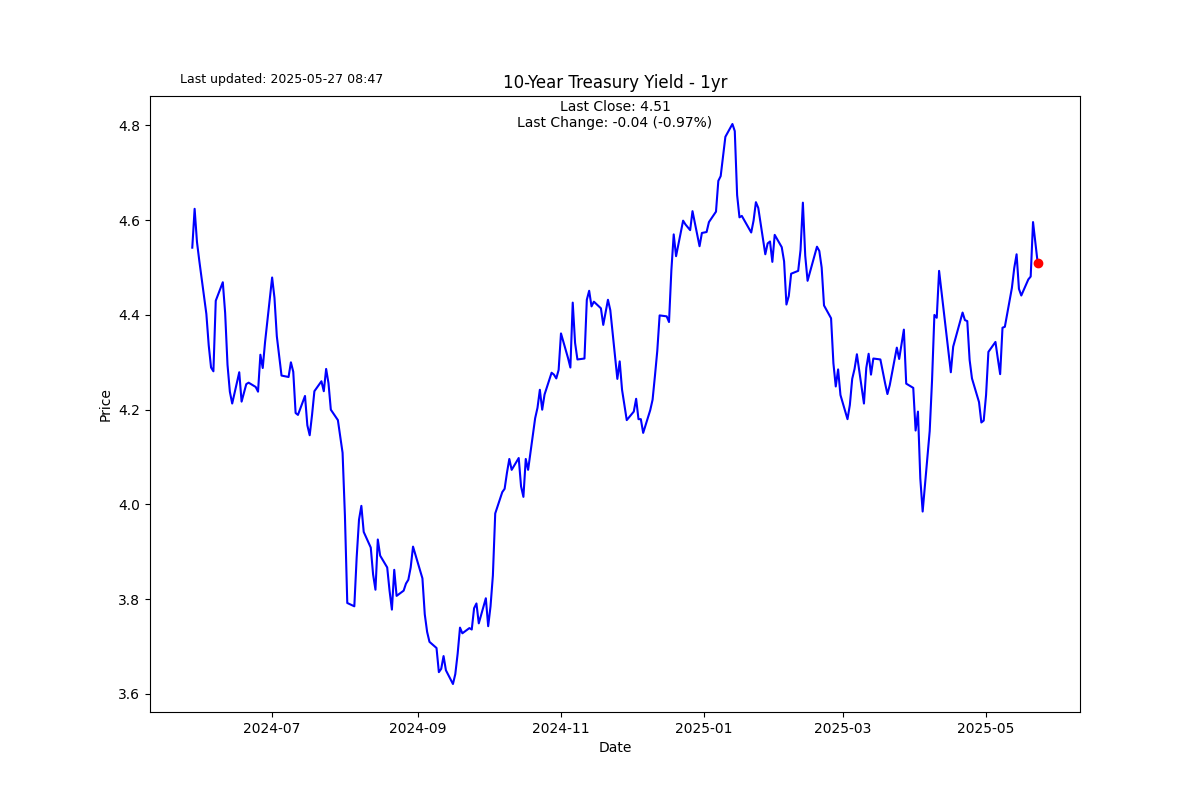 Last updated: 2025-05-27 08:47
10-Year Treasury Yield - 1yr
Last Close: 4.51
Last Change: -0.04 (-0.97%)
4.8
4.6
4.4
4.2
4.0
3.8
3.6
Price
2024-07 2024-09 2024-11 2025-01 2025-03 2025-05
Date